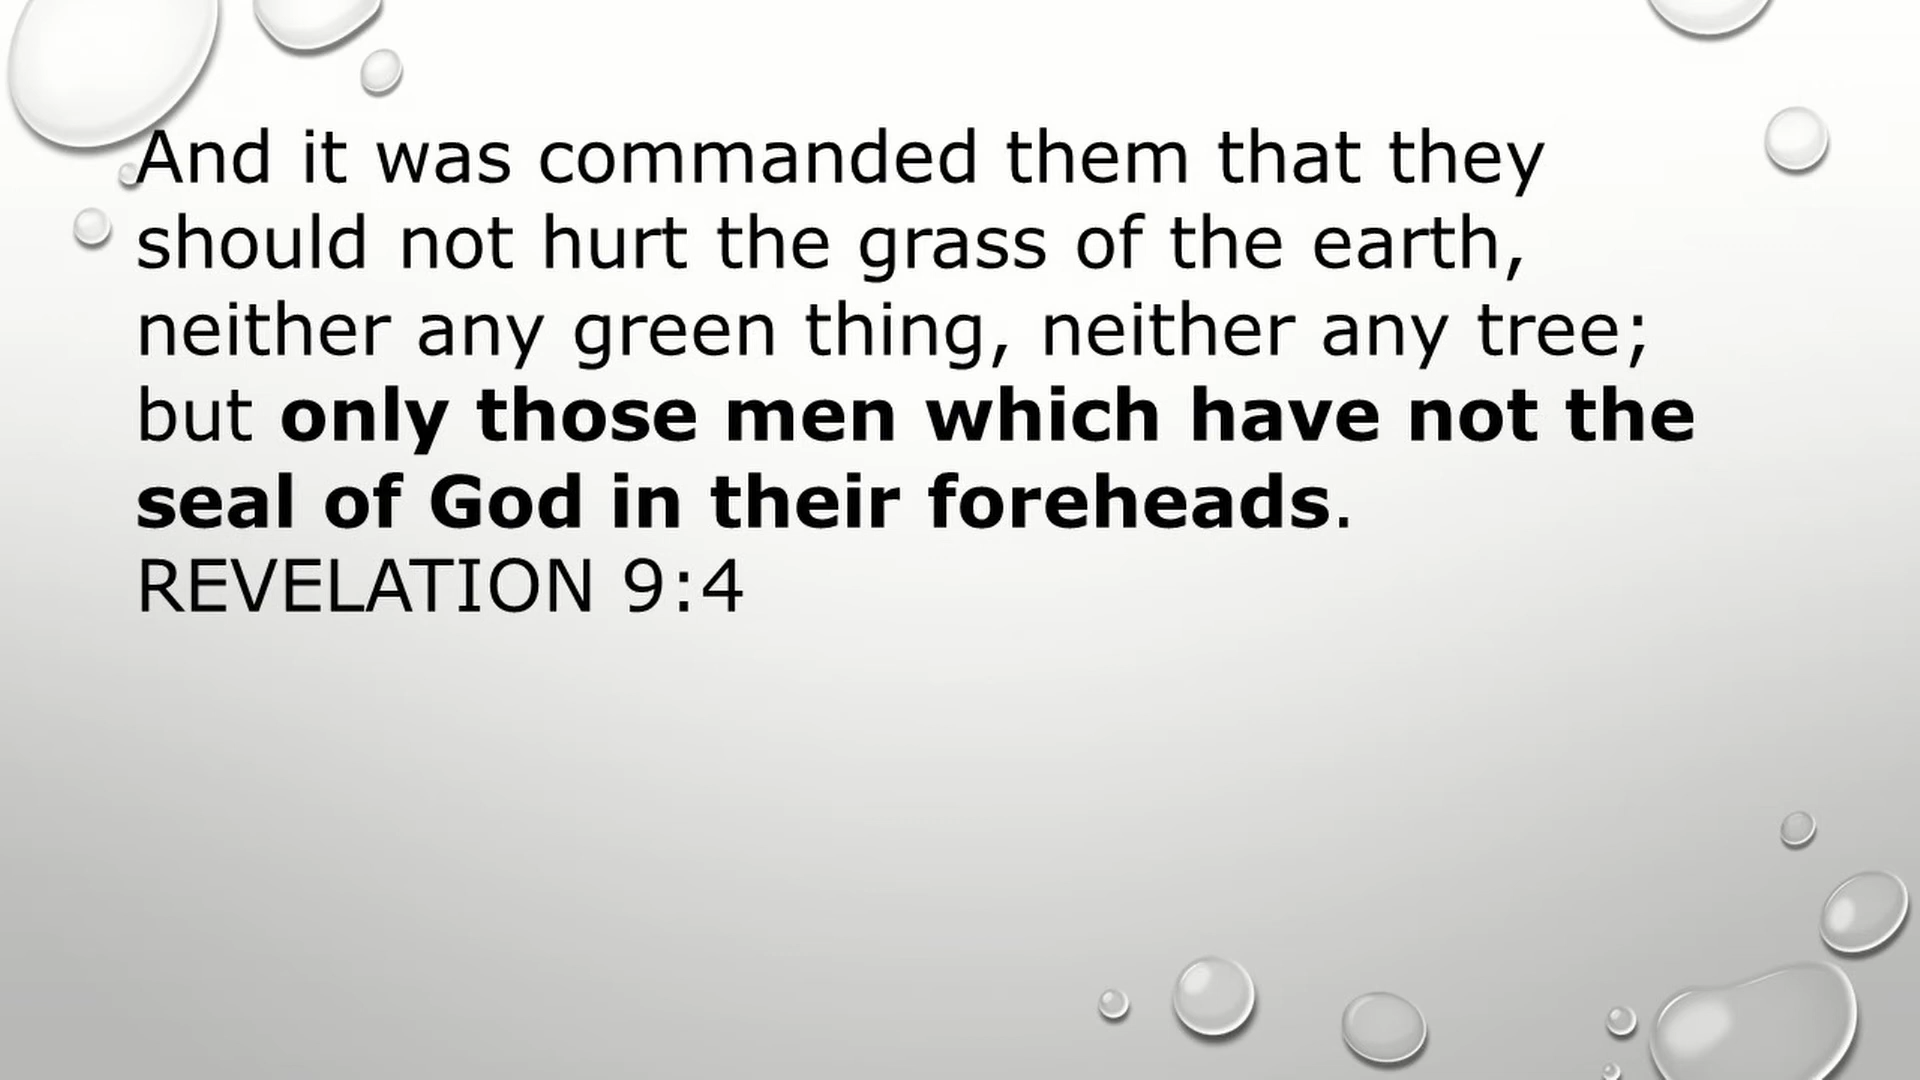 And it was commanded them that they
should not hurt the grass of the earth,
neither any green thing, neither any tree;
but only those men which have not the
seal of God in their foreheads.
REVELATION 9:4